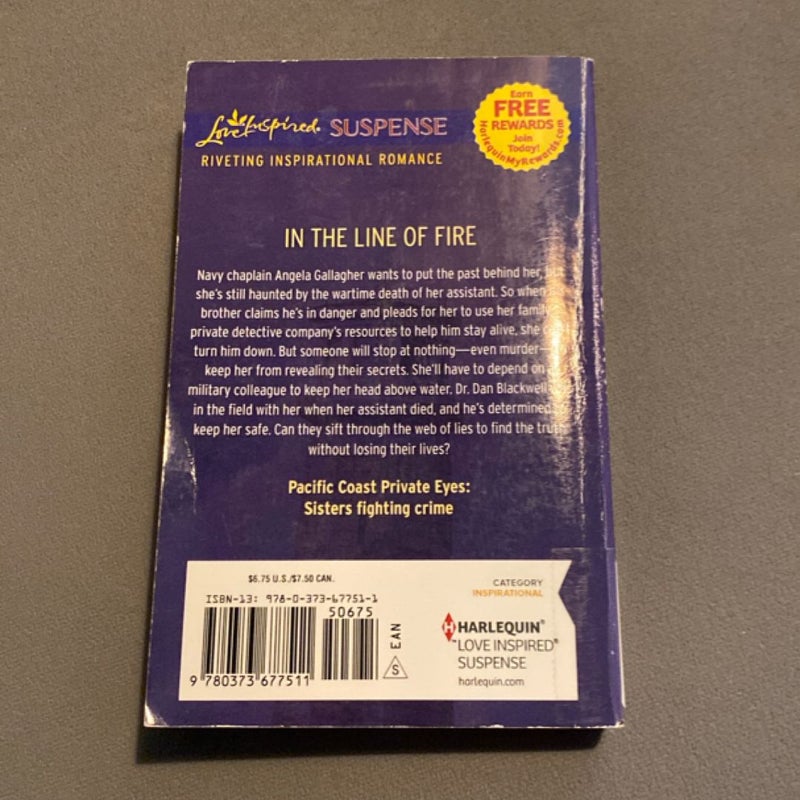 Love Inspired® SUSPENSE
RIVETING INSPIRATIONAL ROMANCE
Earn
FREE
REWARDS
Join
Today!
HarlequinMyRewards.com
IN THE LINE OF FIRE
Navy chaplain Angela Gallagher wants to put the past behind her,
she's still haunted by the wartime death of her assistant. So when
brother claims he's in danger and pleads for her to use her family
private detective company's resources to help him stay alive, she
turn him down. But someone will stop at nothing—even murder—
keep her from revealing their secrets. She'll have to depend on
military colleague to keep her head above water. Dr. Dan Blackwell
in the field with her when her assistant died, and he's determined
keep her safe. Can they sift through the web of lies to find the truth
without losing their lives?
Pacific Coast Private Eyes:
Sisters fighting crime
$6.75 U.S./$7.50 CAN.
ISBN-13: 978-0-373-67751-1
50675
EAN
S
9 780373 677511
CATEGORY
INSPIRATIONAL
H HARLEQUIN®
™LOVE INSPIRED®
SUSPENSE
harlequin.com